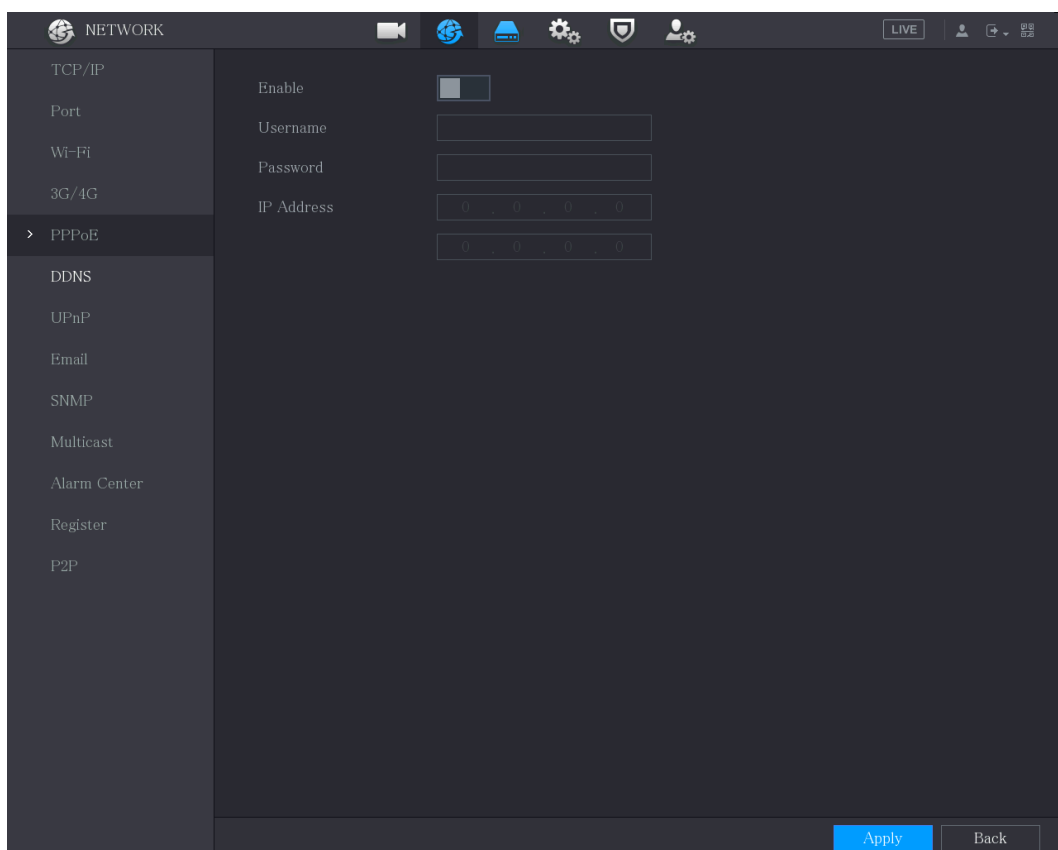 NETWORK
LIVE
TCP/IP
Port
Wi-Fi
3G/4G
PPPoE
DDNS
UPnP
Email
SNMP
Multicast
Alarm Center
Register
P2P
Enable
Username
Password
IP Address 0 . 0 . 0 . 0
0 . 0 . 0 . 0
Apply Back